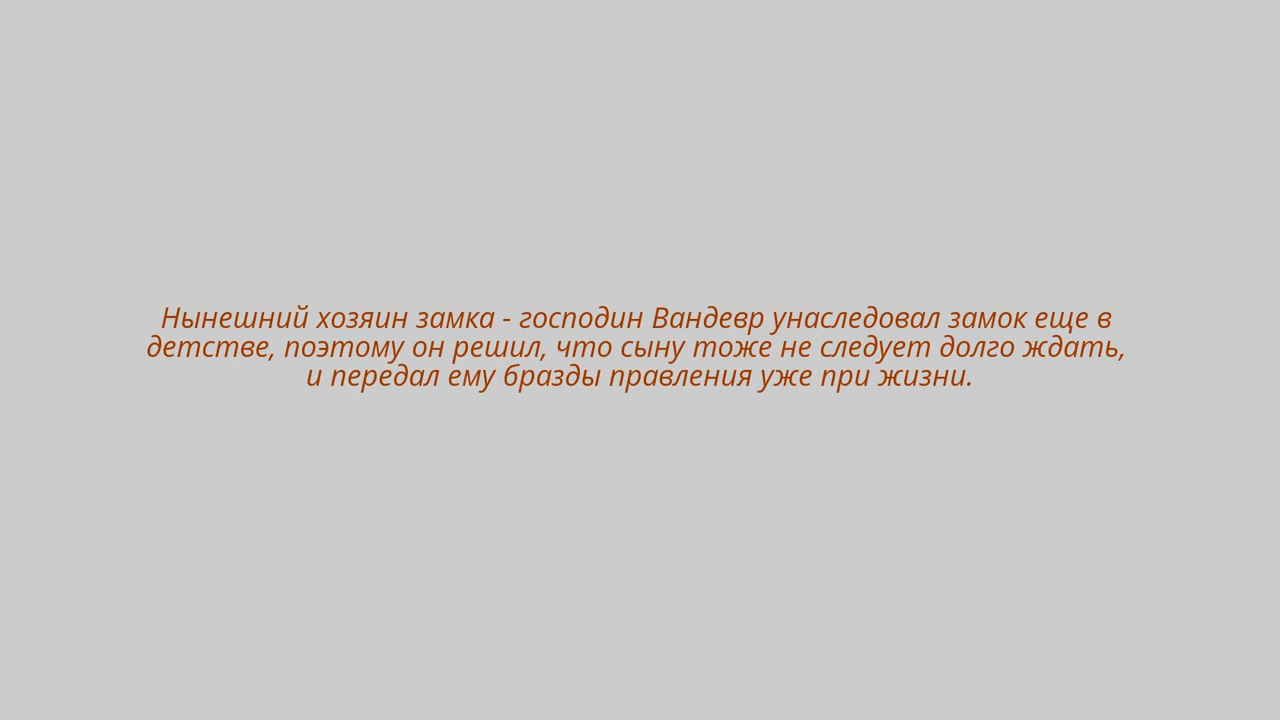 Нынешний хозяин замка - господин Вандевр унаследовал замок еще в
детстве, поэтому он решил, что сыну тоже не следует долго ждать,
и передал ему бразды правления уже при жизни.